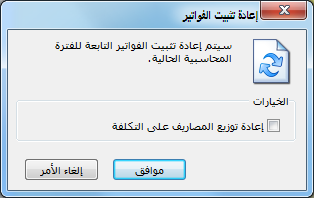 إعادة تثبيت الفواتير
سيتم إعادة تثبيت الفواتير التابعة للفترة
المحاسبية الحالية.
الخيارات
إعادة توزيع المصاريف على التكلفة
موافق
إلغاء الأمر